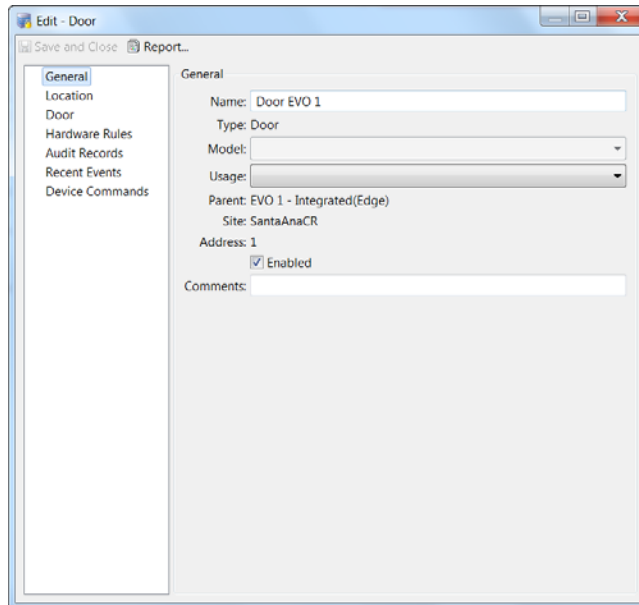 Edit - Door
Save and Close Report...
General
Location
Door
Hardware Rules
Audit Records
Recent Events
Device Commands
General
Name: Door EVO 1
Type: Door
Model:
Usage:
Parent: EVO 1 - Integrated(Edge)
Site: SantaAnaCR
Address: 1
Enabled
Comments: